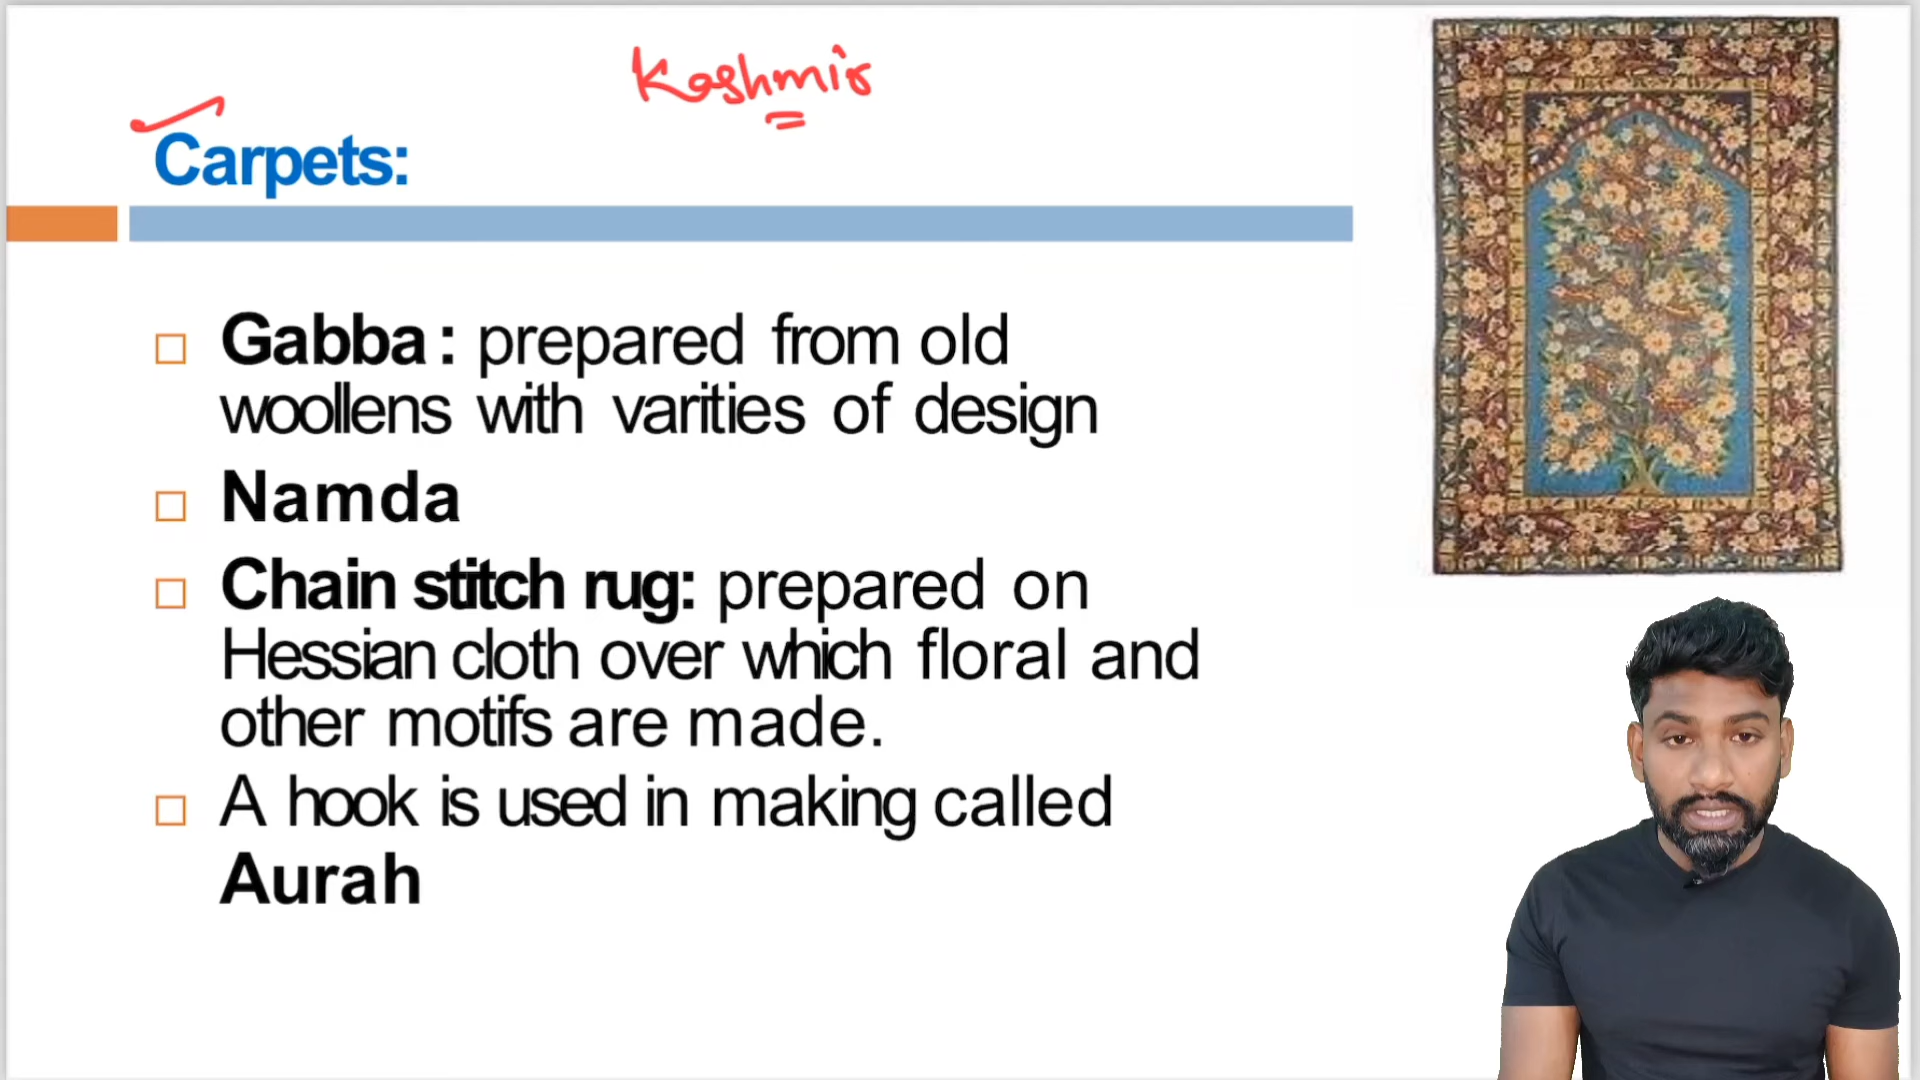 Kashmir
Carpets:
Gabba : prepared from old
woollens with varities of design
Namda
Chain stitch rug: prepared on
Hessian cloth over which floral and
other motifs are made.
A hook is used in making called
Aurah